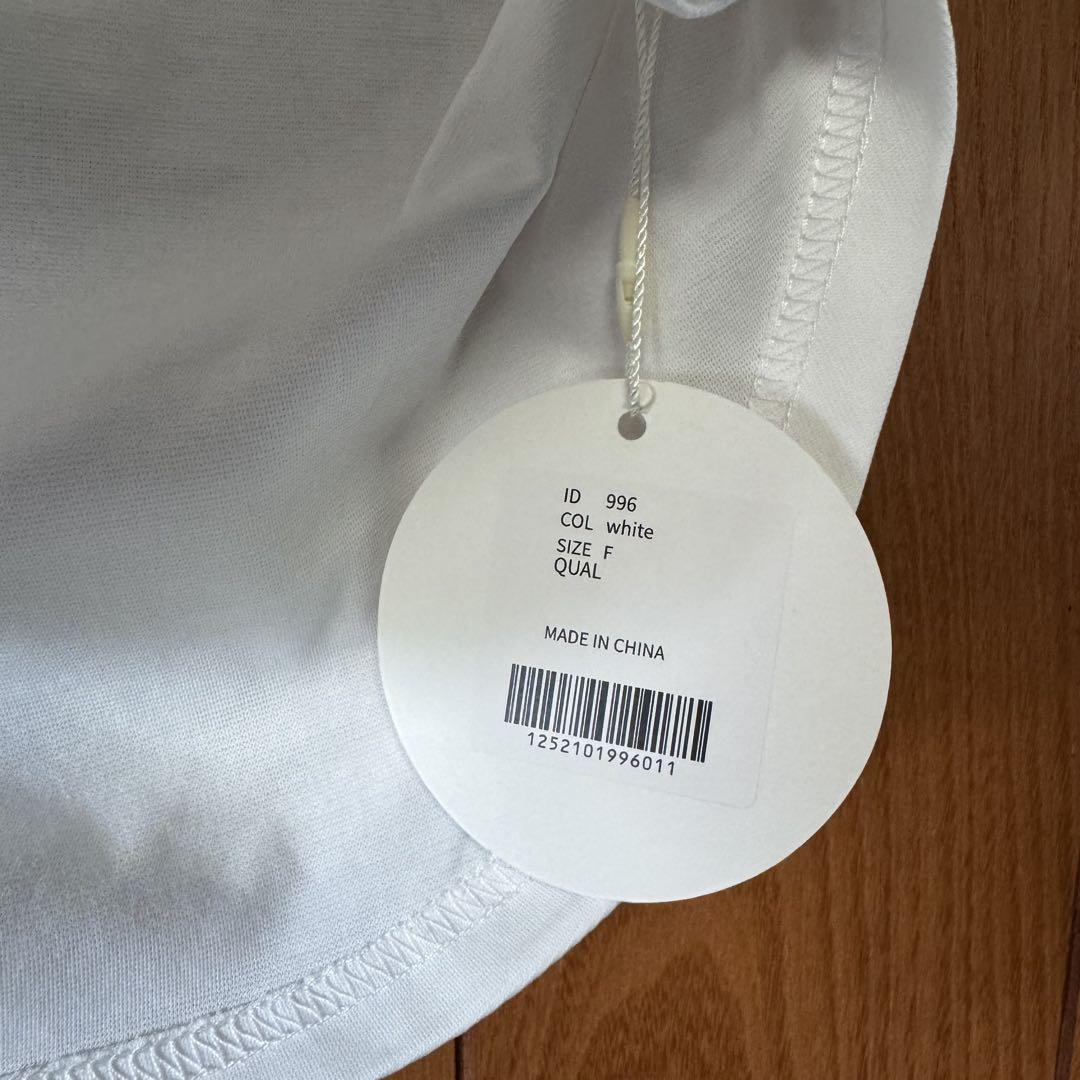 ID 996
COL white
SIZE F
QUAL
MADE IN CHINA
1252101996011